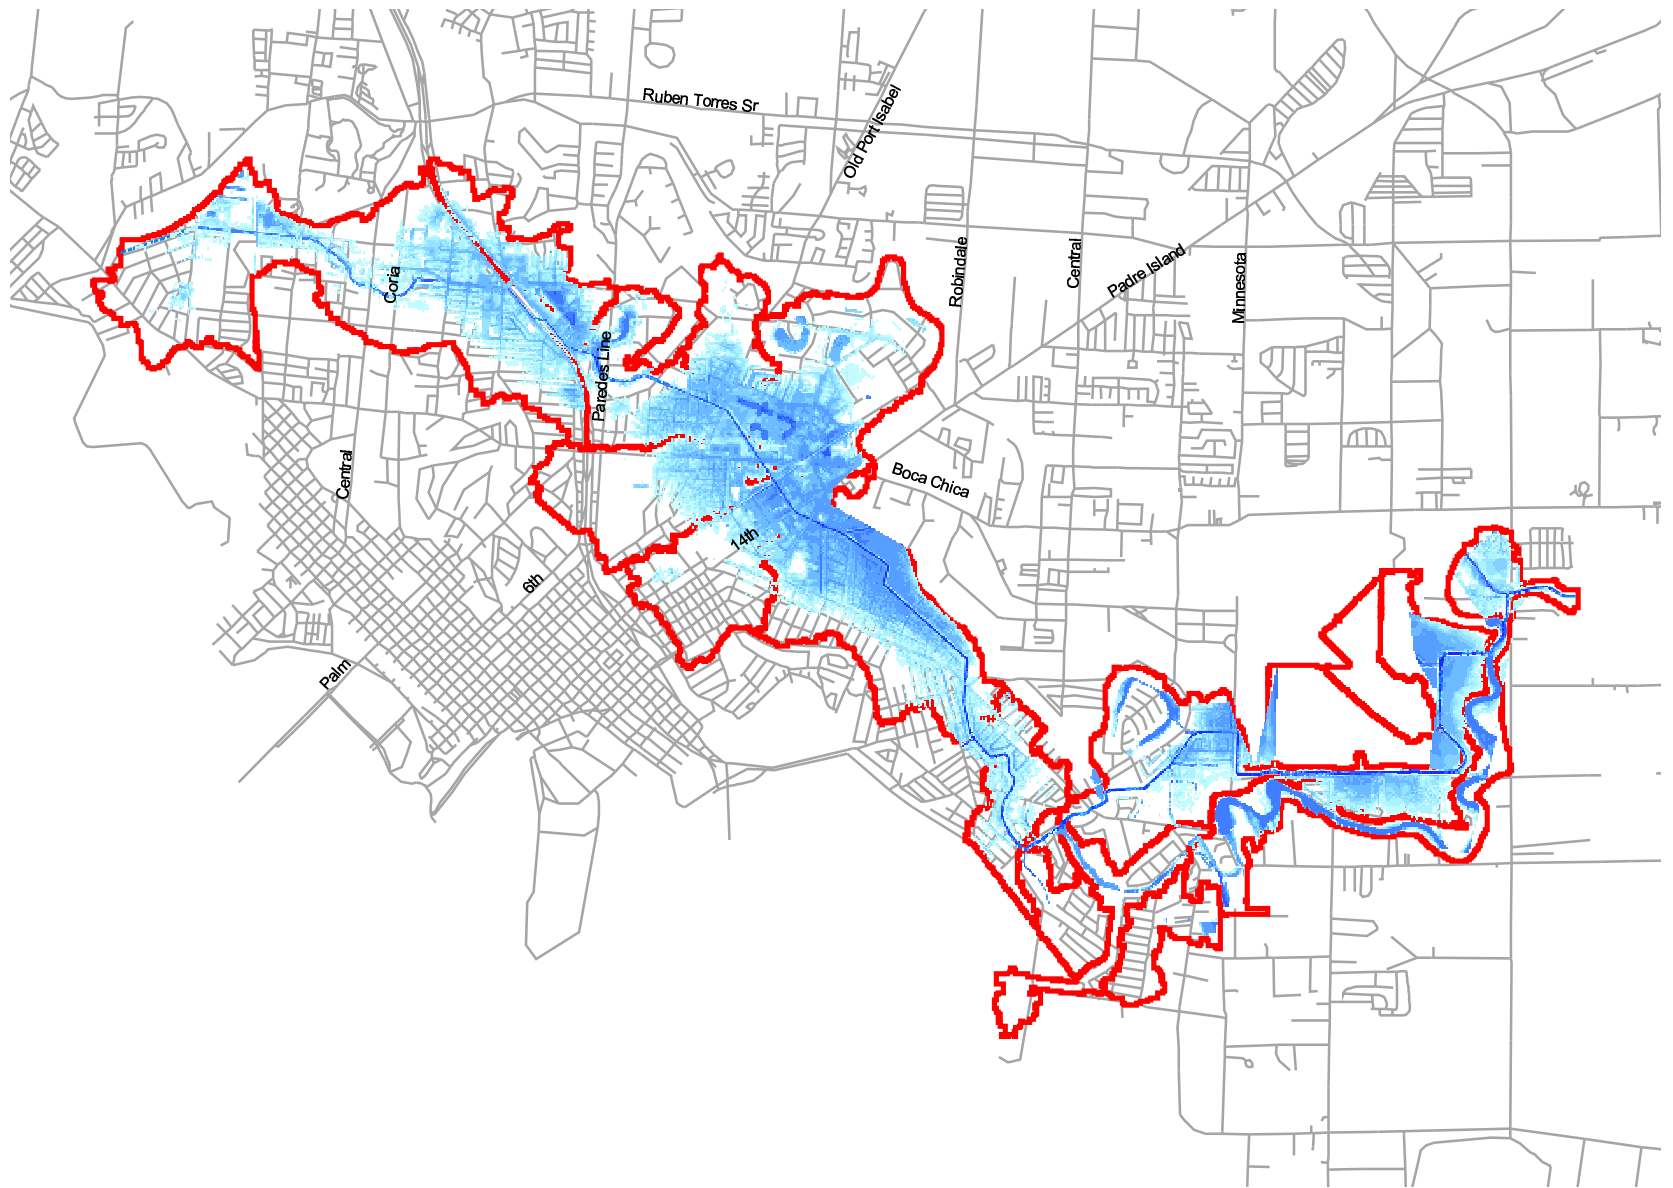 Ruben Torres Sr
Old Port Isabel
Robindale
Central
Padre Island
Minnesota
Coria
Paredes Line
Central
Boca Chica
14th
6th
Palm